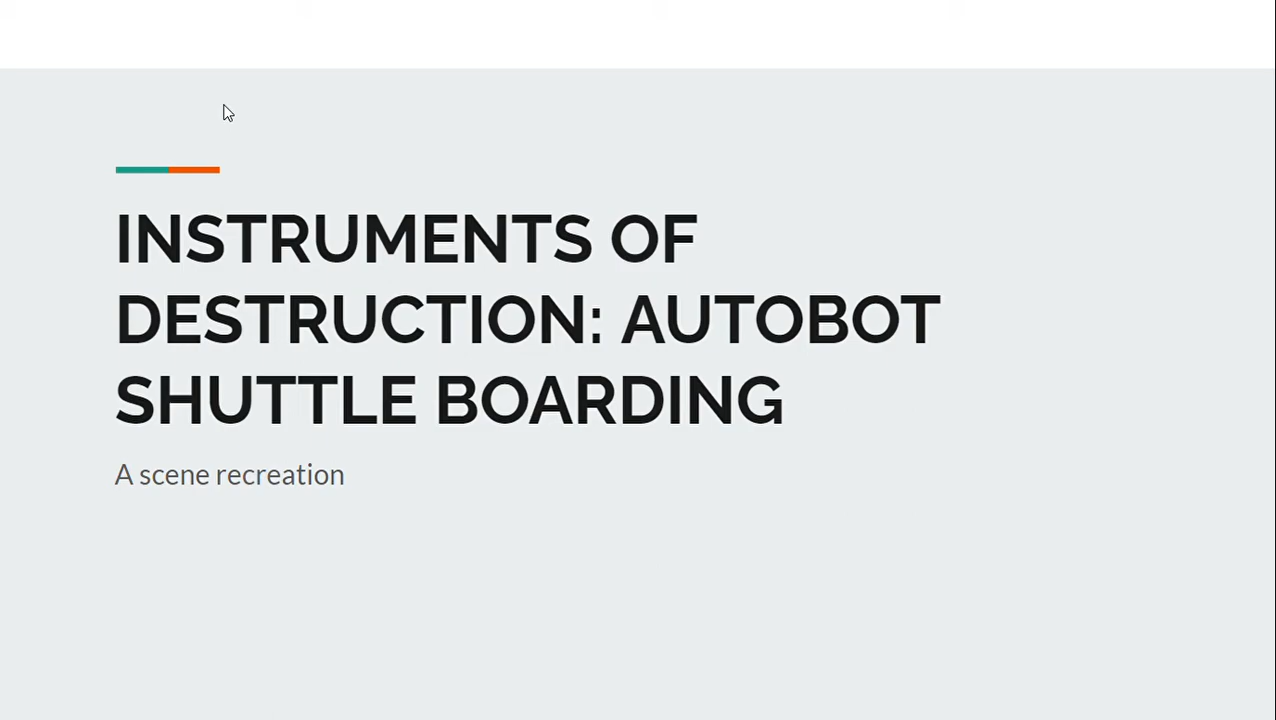 INSTRUMENTS OF
DESTRUCTION: AUTOBOT
SHUTTLE BOARDING
A scene recreation